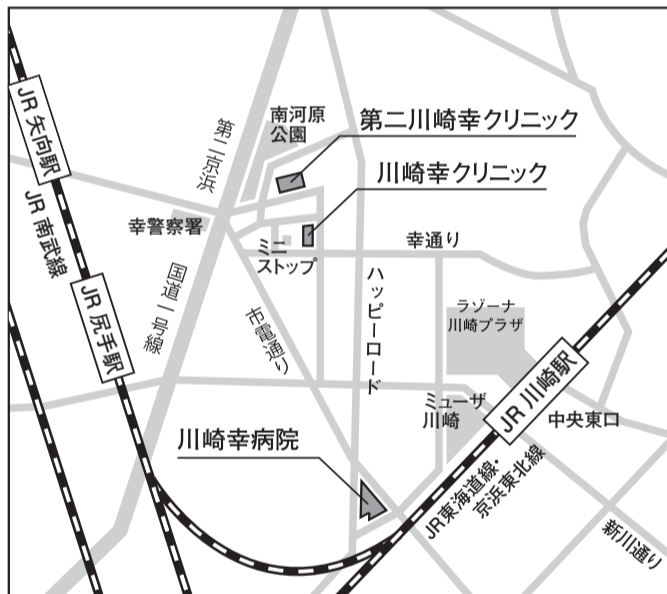 JR 矢向駅
JR 南武線
JR 尻手駅
第二京浜
国道一号線
幸警察署
南河原
公園
第二川崎幸クリニック
川崎幸クリニック
ミニ
ストップ
幸通り
市電通り
ハッピーロード
ラゾーナ
川崎プラザ
JR 川崎駅
ミューザ
川崎
中央東口
川崎幸病院
JR東海道線・
京浜東北線
新川通り